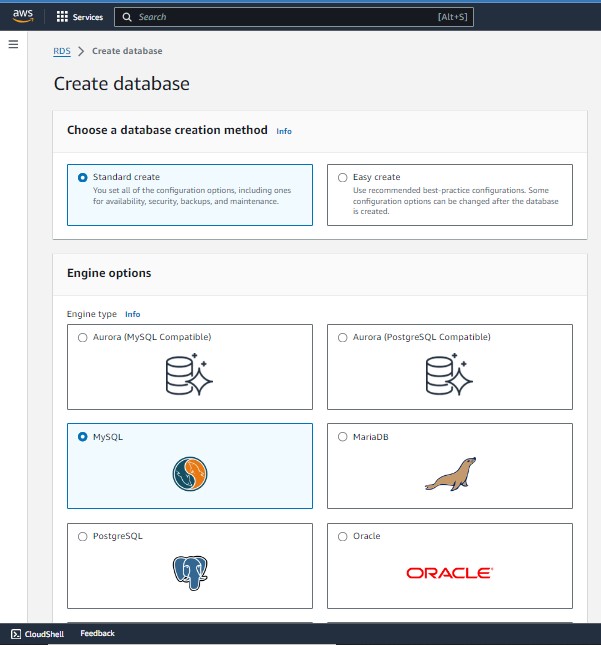 aws
Services
Search
[Alt+S]
RDS > Create database
Create database
Choose a database creation method Info
Standard create
You set all of the configuration options, including ones
for availability, security, backups, and maintenance.
Easy create
Use recommended best-practice configurations. Some
configuration options can be changed after the database
is created.
Engine options
Engine type Info
Aurora (MySQL Compatible)
Aurora (PostgreSQL Compatible)
MySQL
MariaDB
PostgreSQL
Oracle
ORACLE
CloudShell
Feedback